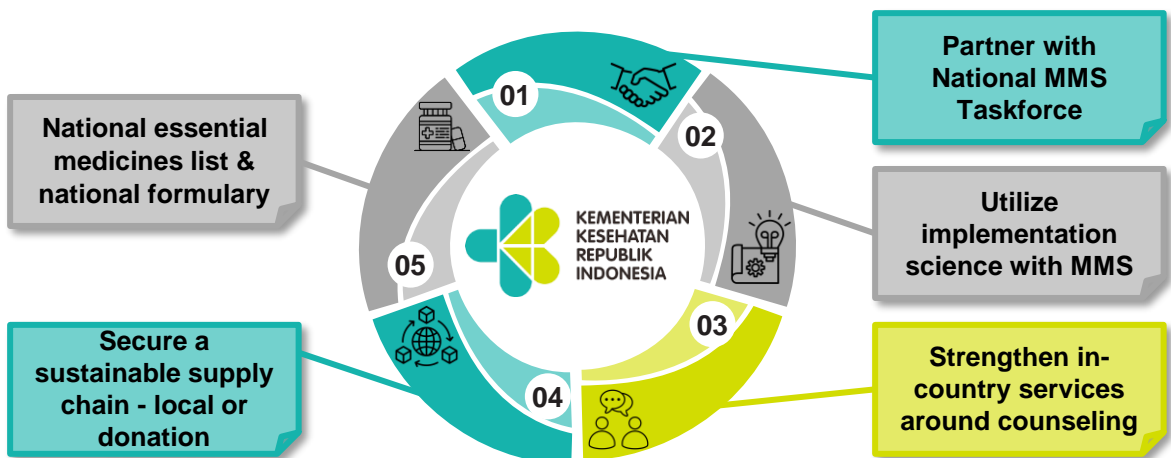 01
Partner with
National MMS
Taskforce
02
Utilize
implementation
science with MMS
03
Strengthen in-
country services
around counseling
04
Secure a
sustainable supply
chain - local or
donation
05
National essential
medicines list &
national formulary
KEMENTERIAN
KESEHATAN
REPUBLIK
INDONESIA